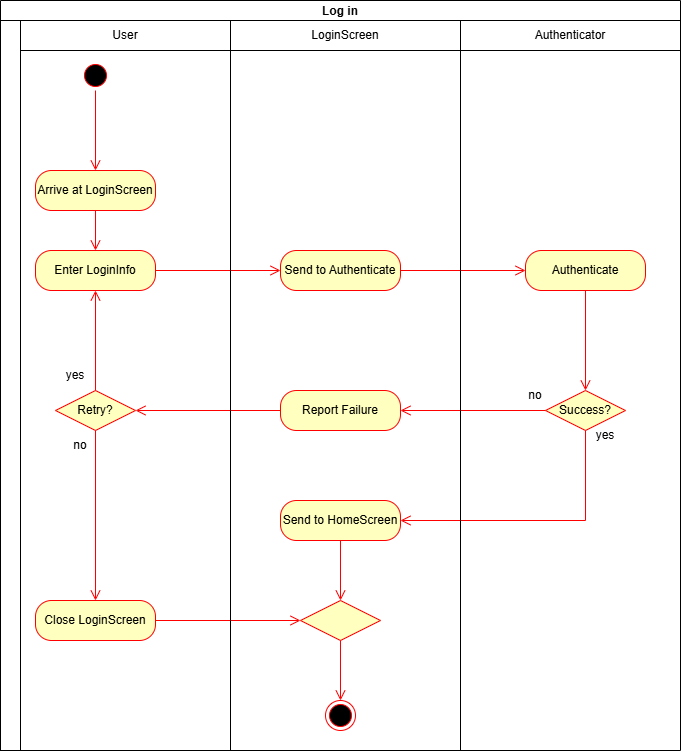 Log in
User
LoginScreen
Authenticator
Arrive at LoginScreen
Enter LoginInfo
Send to Authenticate
Authenticate
yes
no
Retry?
Report Failure
Success?
no
yes
Send to HomeScreen
Close LoginScreen